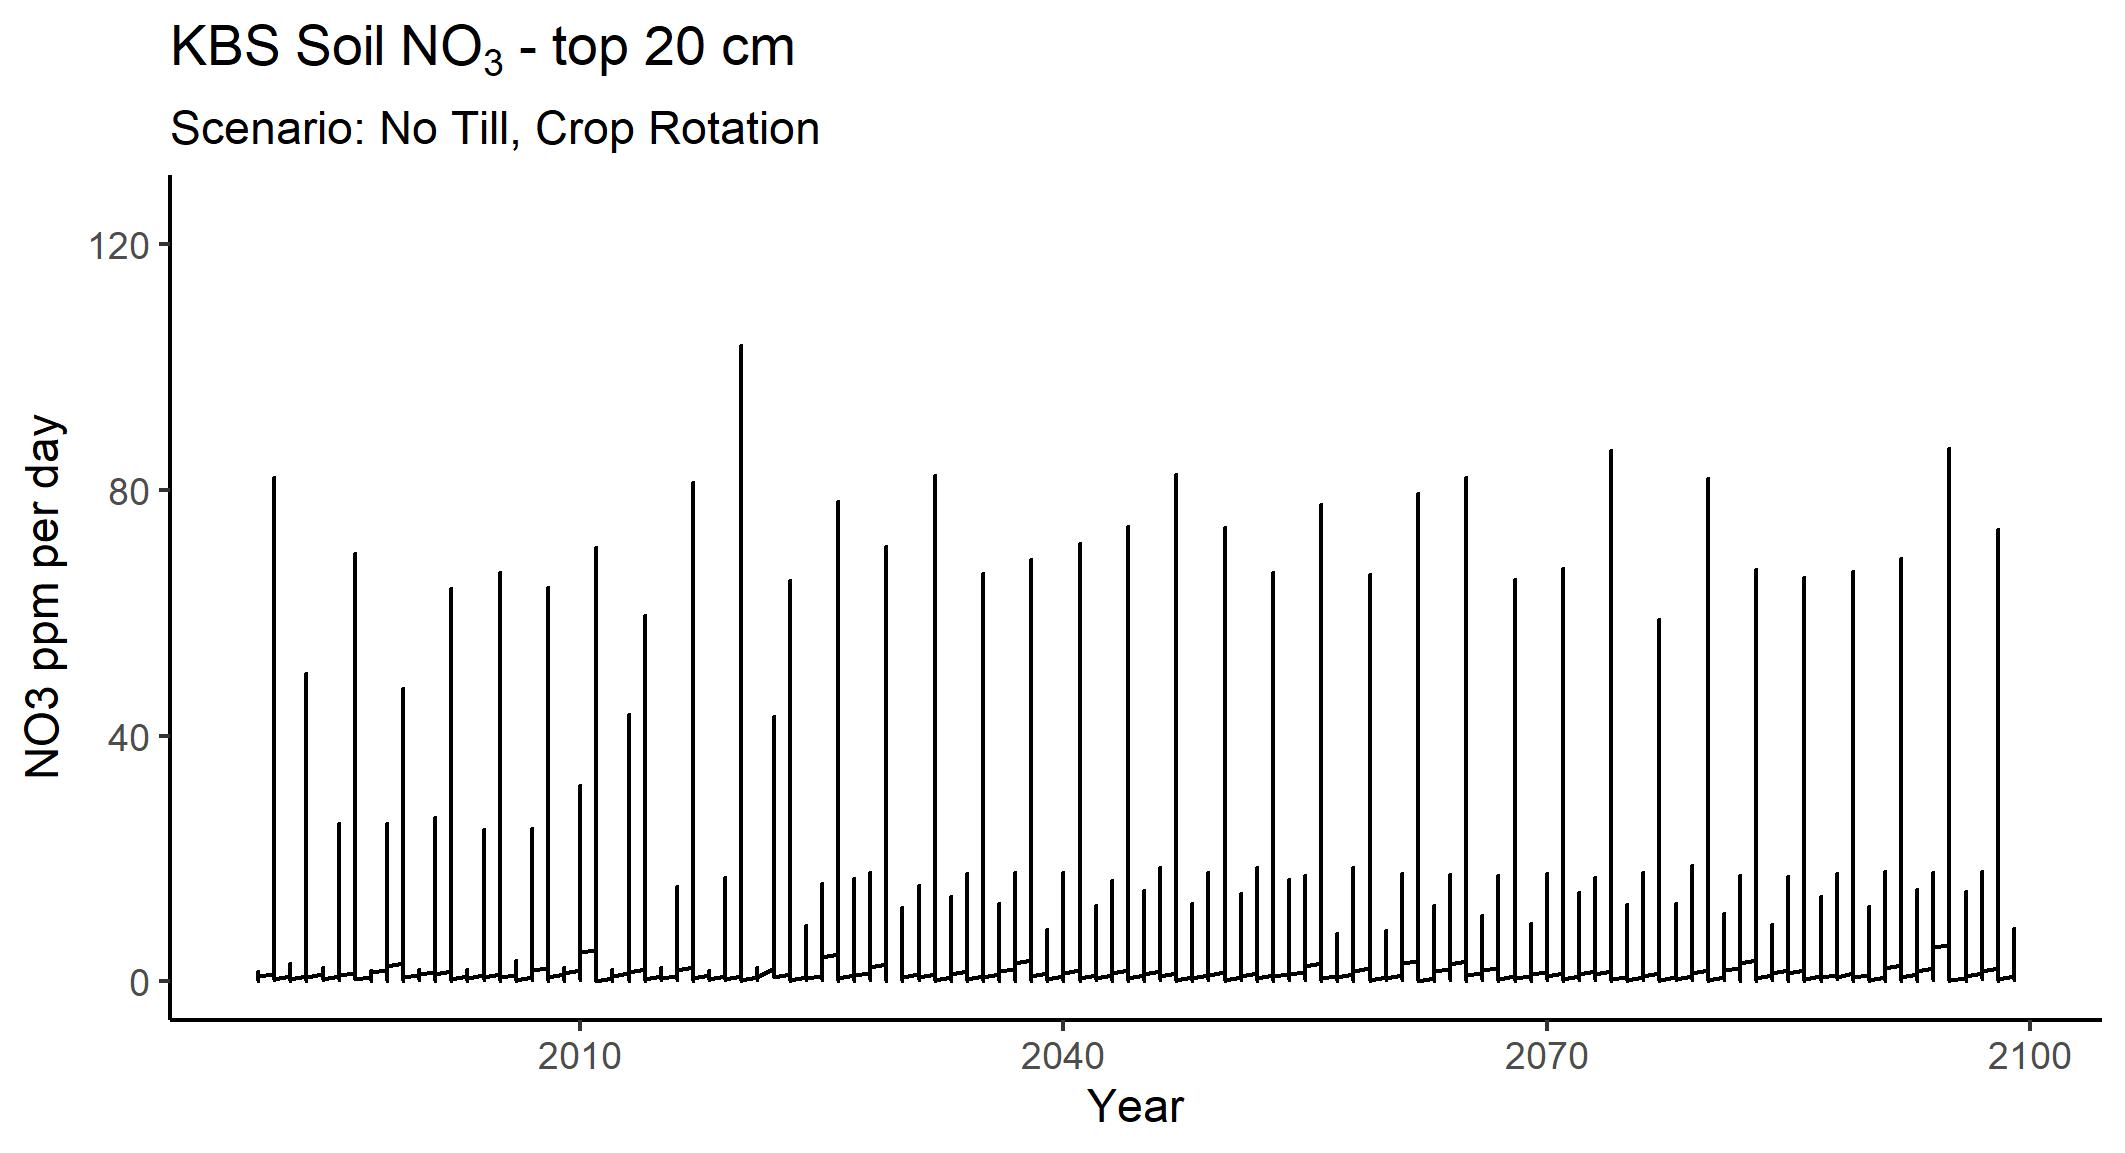 KBS Soil NO₃ - top 20 cm
Scenario: No Till, Crop Rotation
NO3 ppm per day
120
80
40
0
2010 2040 2070 2100
Year